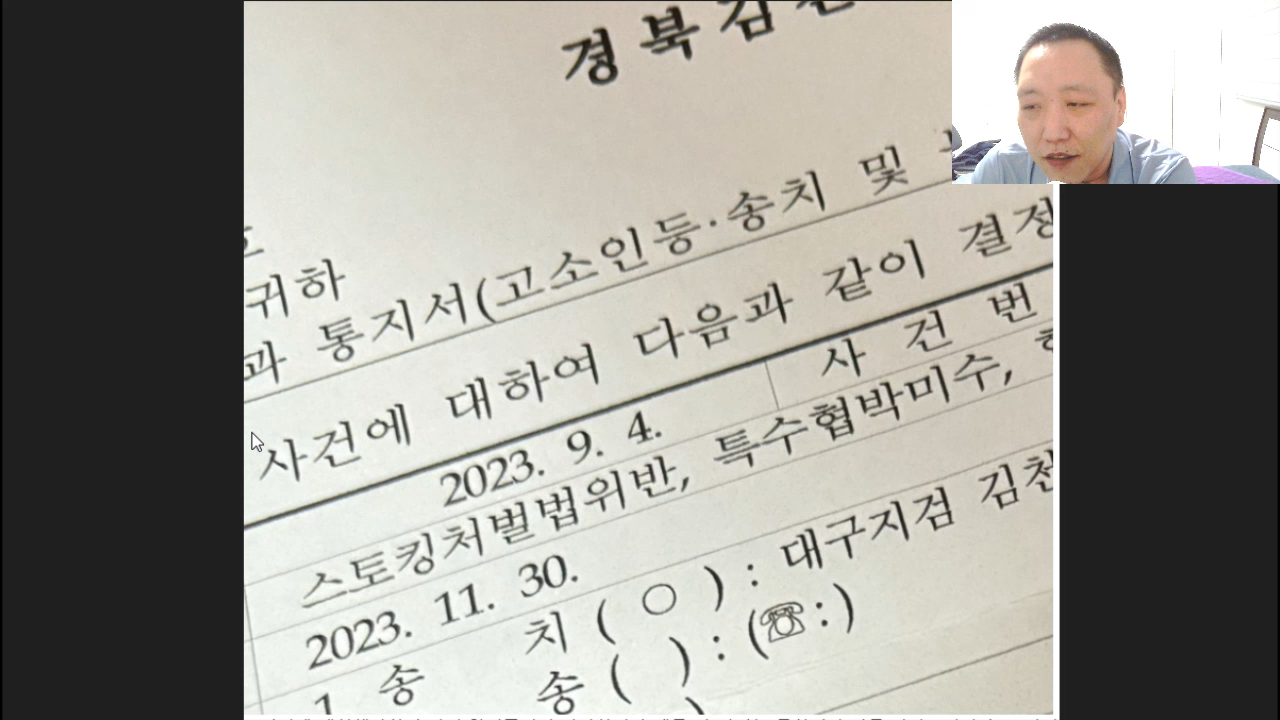 경 북 김
귀하
과 통지서(고소인등·송치 및
사건에 대하여 다음과 같이 결정
2023. 9. 4.
사 건 번
스토킹처벌법위반, 특수협박미수,
2023. 11. 30.
1. 송 치 ( ○ ) : 대구지검 김천
송 ( ) : (☏:)